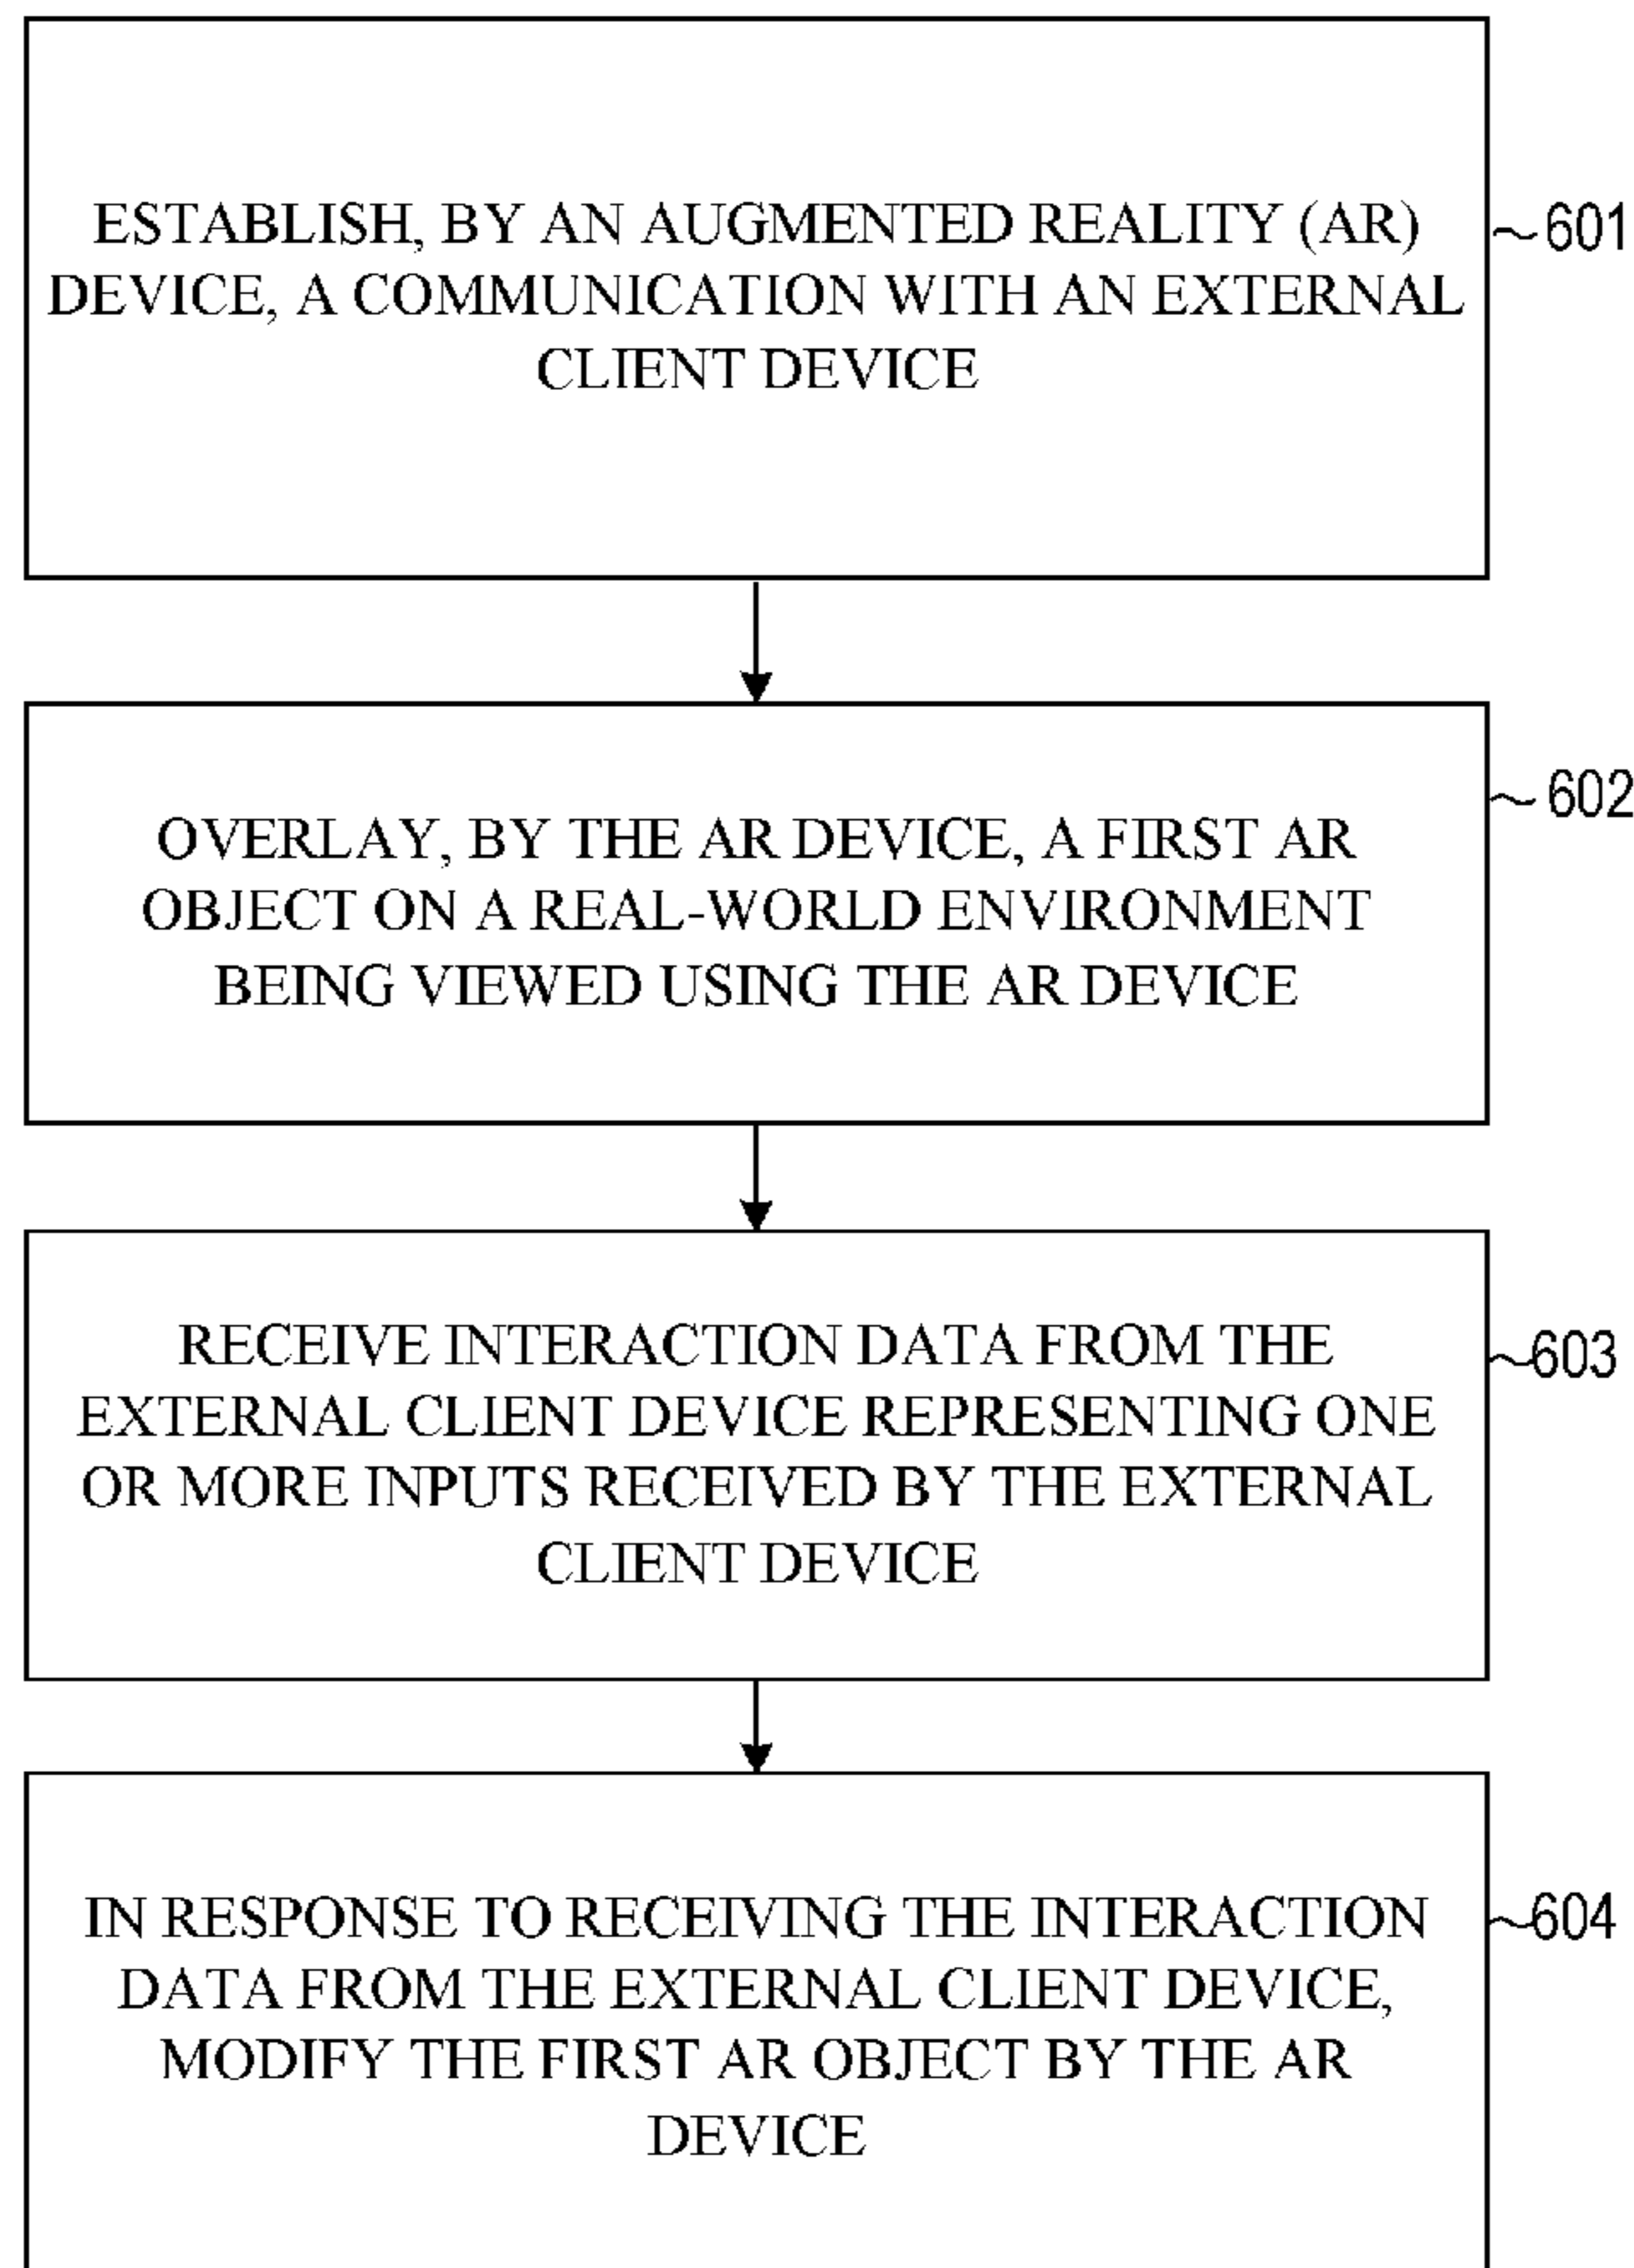 ESTABLISH, BY AN AUGMENTED REALITY (AR)
DEVICE, A COMMUNICATION WITH AN EXTERNAL
CLIENT DEVICE
601
OVERLAY, BY THE AR DEVICE, A FIRST AR
OBJECT ON A REAL-WORLD ENVIRONMENT
BEING VIEWED USING THE AR DEVICE
602
RECEIVE INTERACTION DATA FROM THE
EXTERNAL CLIENT DEVICE REPRESENTING ONE
OR MORE INPUTS RECEIVED BY THE EXTERNAL
CLIENT DEVICE
603
IN RESPONSE TO RECEIVING THE INTERACTION
DATA FROM THE EXTERNAL CLIENT DEVICE,
MODIFY THE FIRST AR OBJECT BY THE AR
DEVICE
604